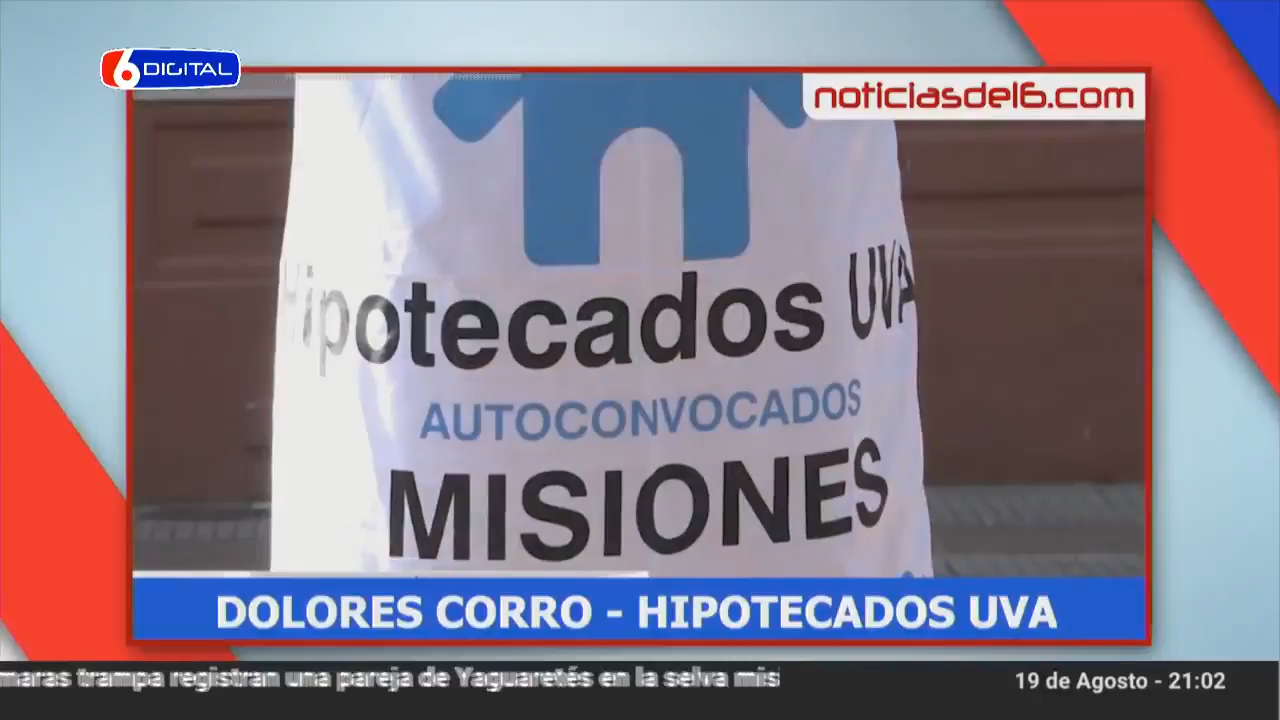 6 DIGITAL
noticiasdel6.com
Hipotecados UVA
AUTOCONVOCADOS
MISIONES
DOLORES CORRO - HIPOTECADOS UVA
maras trampa registran una pareja de Yaguaretés en la selva mis
19 de Agosto - 21:02